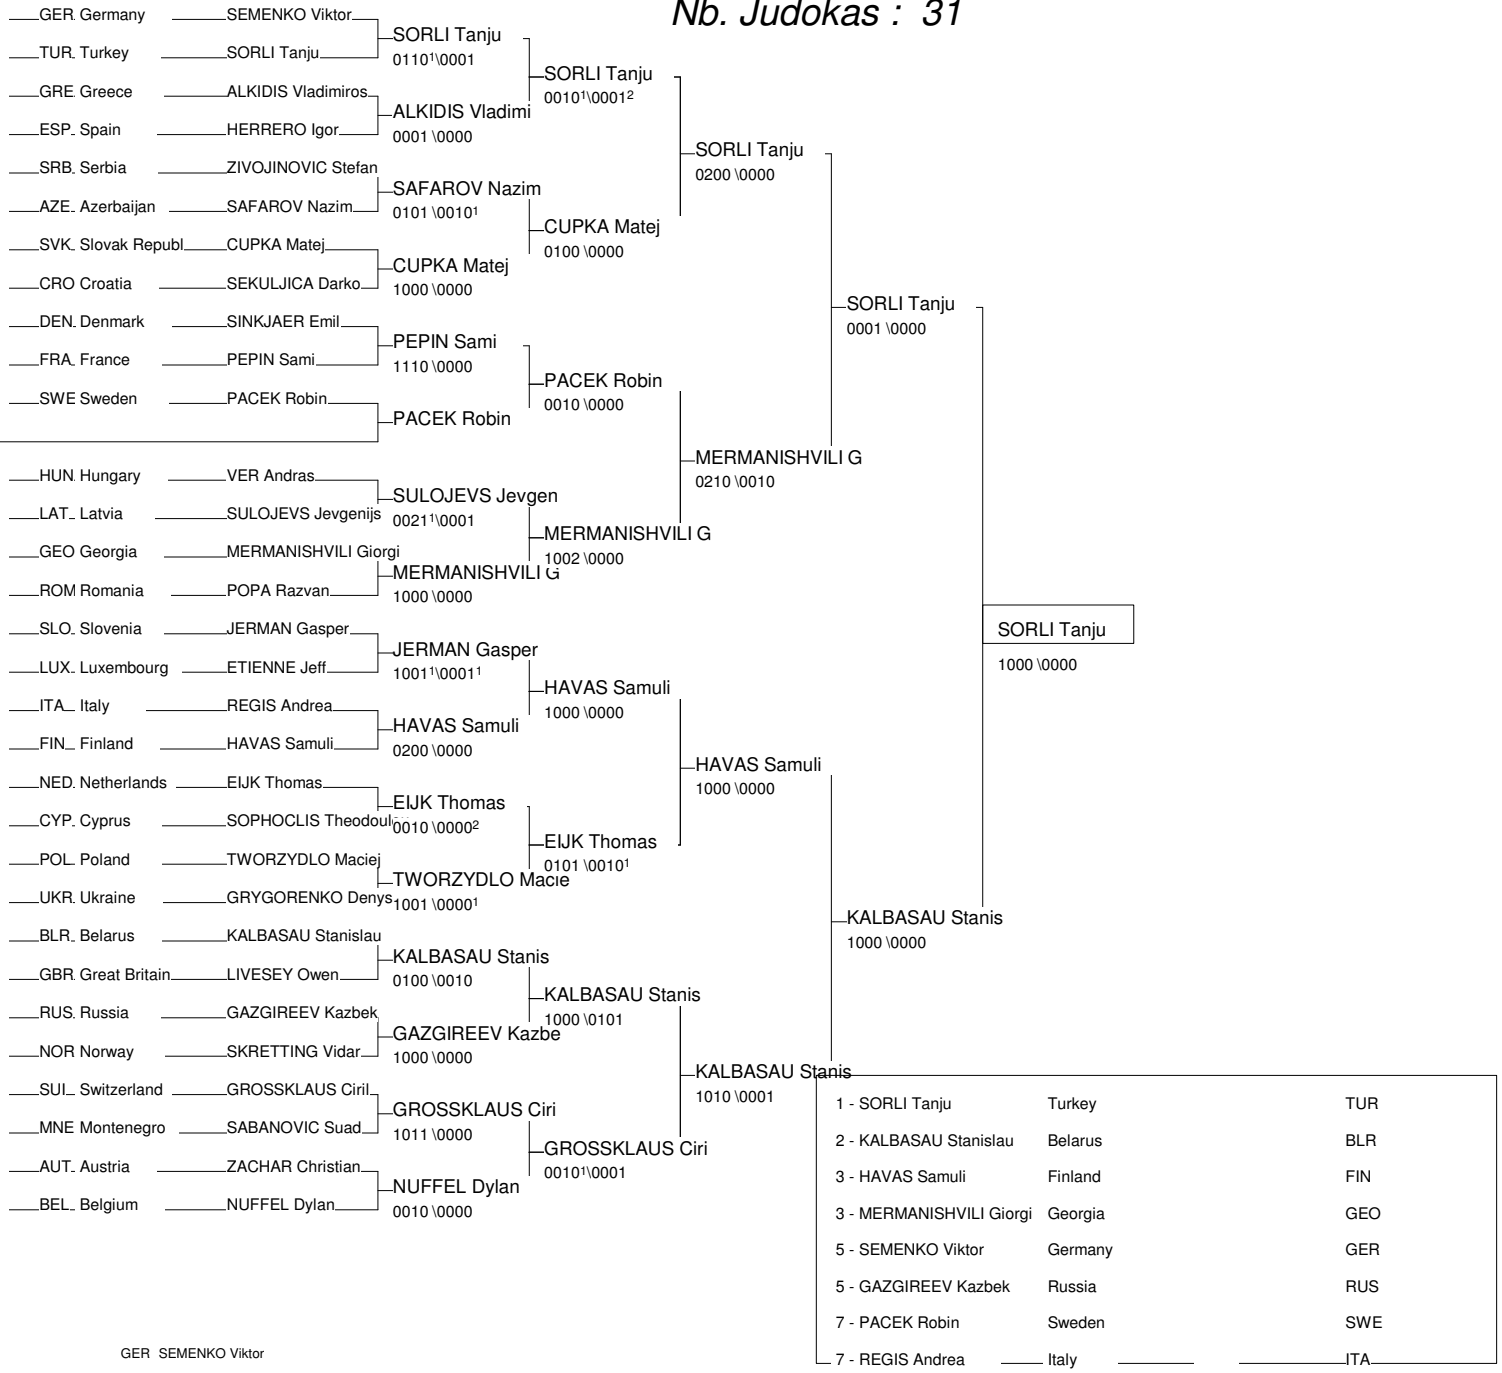 Nb. Judokas : 31
GER Germany SEMENKO Viktor
SORLI Tanju
0110¹\0001
TUR Turkey SORLI Tanju
SORLI Tanju
0010¹\0001²
GRE Greece ALKIDIS Vladimiros
ALKIDIS Vladimi
0001 \0000
ESP Spain HERRERO Igor
SORLI Tanju
0200 \0000
SRB Serbia ZIVOJINOVIC Stefan
SAFAROV Nazim
0101 \0010¹
AZE Azerbaijan SAFAROV Nazim
CUPKA Matej
0100 \0000
SVK Slovak Republ CUPKA Matej
CUPKA Matej
1000 \0000
CRO Croatia SEKULJICA Darko
SORLI Tanju
0001 \0000
DEN Denmark SINKJAER Emil
PEPIN Sami
1110 \0000
FRA France PEPIN Sami
PACEK Robin
0010 \0000
SWE Sweden PACEK Robin
PACEK Robin
MERMANISHVILI G
0210 \0010
HUN Hungary VER Andras
SULOJEVS Jevgen
0021¹\0001
LAT Latvia SULOJEVS Jevgenijs
MERMANISHVILI G
1002 \0000
GEO Georgia MERMANISHVILI Giorgi
MERMANISHVILI G
1000 \0000
ROM Romania POPA Razvan
SORLI Tanju
1000 \0000
SLO Slovenia JERMAN Gasper
JERMAN Gasper
1001¹\0001¹
LUX Luxembourg ETIENNE Jeff
HAVAS Samuli
1000 \0000
ITA Italy REGIS Andrea
HAVAS Samuli
0200 \0000
FIN Finland HAVAS Samuli
HAVAS Samuli
1000 \0000
NED Netherlands EIJK Thomas
EIJK Thomas
0010 \0000²
CYP Cyprus SOPHOCLIS Theodoul
EIJK Thomas
0101 \0010¹
POL Poland TWORZYDLO Maciej
TWORZYDLO Macie
1001 \0000¹
UKR Ukraine GRYGORENKO Denys
KALBASAU Stanis
1000 \0000
BLR Belarus KALBASAU Stanislau
KALBASAU Stanis
0100 \0010
GBR Great Britain LIVESEY Owen
KALBASAU Stanis
1000 \0101
RUS Russia GAZGIREEV Kazbek
GAZGIREEV Kazbe
1000 \0000
NOR Norway SKRETTING Vidar
KALBASAU Stanis
1010 \0001
SUI Switzerland GROSSKLAUS Ciril
GROSSKLAUS Ciri
1011 \0000
MNE Montenegro SABANOVIC Suad
GROSSKLAUS Ciri
0010¹\0001
AUT Austria ZACHAR Christian
NUFFEL Dylan
0010 \0000
BEL Belgium NUFFEL Dylan
1 - SORLI Tanju Turkey TUR
2 - KALBASAU Stanislau Belarus BLR
3 - HAVAS Samuli Finland FIN
3 - MERMANISHVILI Giorgi Georgia GEO
5 - SEMENKO Viktor Germany GER
5 - GAZGIREEV Kazbek Russia RUS
7 - PACEK Robin Sweden SWE
7 - REGIS Andrea Italy ITA
GER SEMENKO Viktor